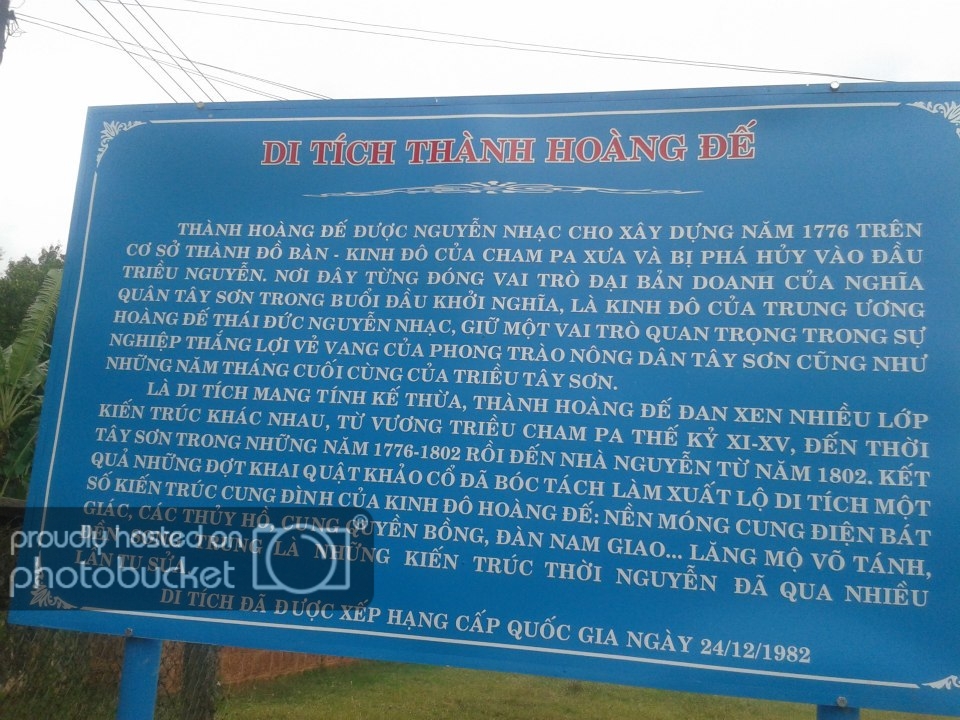 DI TÍCH THÀNH HOÀNG ĐẾ
THÀNH HOÀNG ĐẾ ĐƯỢC NGUYỄN NHẠC CHO XÂY DỰNG NĂM 1776 TRÊN
CƠ SỞ THÀNH ĐỒ BÀN - KINH ĐÔ CỦA CHAM PA XƯA VÀ BỊ PHÁ HỦY VÀO ĐẦU
TRIỀU NGUYỄN. NƠI ĐÂY TỪNG ĐÓNG VAI TRÒ ĐẠI BẢN DOANH CỦA NGHĨA
QUÂN TÂY SƠN TRONG BUỔI ĐẦU KHỞI NGHĨA, LÀ KINH ĐÔ CỦA TRUNG ƯƠNG
HOÀNG ĐẾ THÁI ĐỨC NGUYỄN NHẠC, GIỮ MỘT VAI TRÒ QUAN TRỌNG TRONG SỰ
NGHIỆP THẮNG LỢI VẺ VANG CỦA PHONG TRÀO NÔNG DÂN TÂY SƠN CŨNG NHƯ
NHỮNG NĂM THÁNG CUỐI CÙNG CỦA TRIỀU TÂY SƠN.
LÀ DI TÍCH MANG TÍNH KẾ THỪA, THÀNH HOÀNG ĐẾ ĐAN XEN NHIỀU LỚP
KIẾN TRÚC KHÁC NHAU, TỪ VƯƠNG TRIỀU CHAM PA THẾ KỶ XI-XV, ĐẾN THỜI
TÂY SƠN TRONG NHỮNG NĂM 1776-1802 RỒI ĐẾN NHÀ NGUYỄN TỪ NĂM 1802. KẾT
QUẢ NHỮNG ĐỢT KHAI QUẬT KHẢO CỔ ĐÃ BÓC TÁCH LÀM XUẤT LỘ DI TÍCH MỘT
SỐ KIẾN TRÚC CUNG ĐÌNH CỦA KINH ĐÔ HOÀNG ĐẾ: NỀN MÓNG CUNG ĐIỆN BÁT
GIÁC, CÁC THỦY HỒ, CUNG QUYỀN BỒNG, ĐÀN NAM GIAO... LĂNG MỘ VÕ TÁNH,
TRUNG LÀ NHỮNG KIẾN TRÚC THỜI NGUYỄN ĐÃ QUA NHIỀU
LẦN TU SỬA.
DI TÍCH ĐÃ ĐƯỢC XẾP HẠNG CẤP QUỐC GIA NGÀY 24/12/1982
proudly hosted on
photobucket